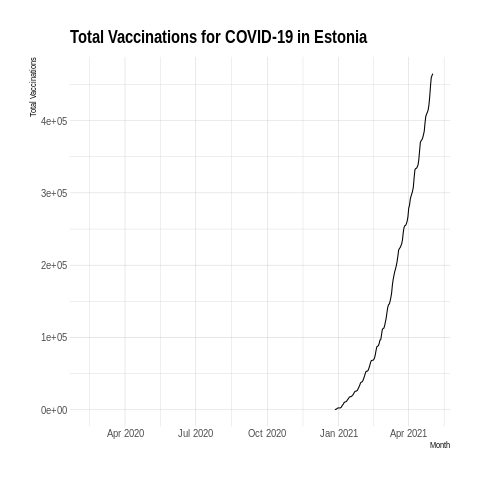 Total Vaccinations for COVID-19 in Estonia
Total Vaccinations
4e+05
3e+05
2e+05
1e+05
0e+00
Apr 2020 Jul 2020 Oct 2020 Jan 2021 Apr 2021
Month